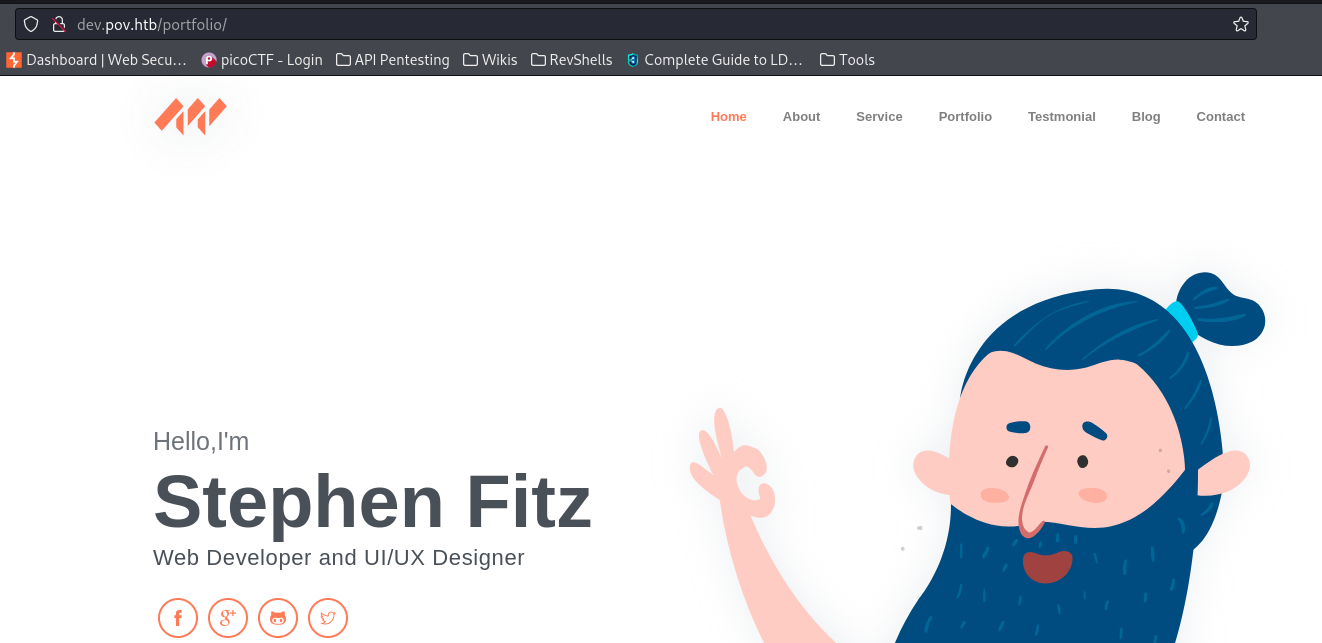 dev.pov.htb/portfolio/
Dashboard | Web Secu... picoCTF - Login API Pentesting Wikis RevShells Complete Guide to LD... Tools
Home About Service Portfolio Testmonial Blog Contact
Hello,I'm
Stephen Fitz
Web Developer and UI/UX Designer